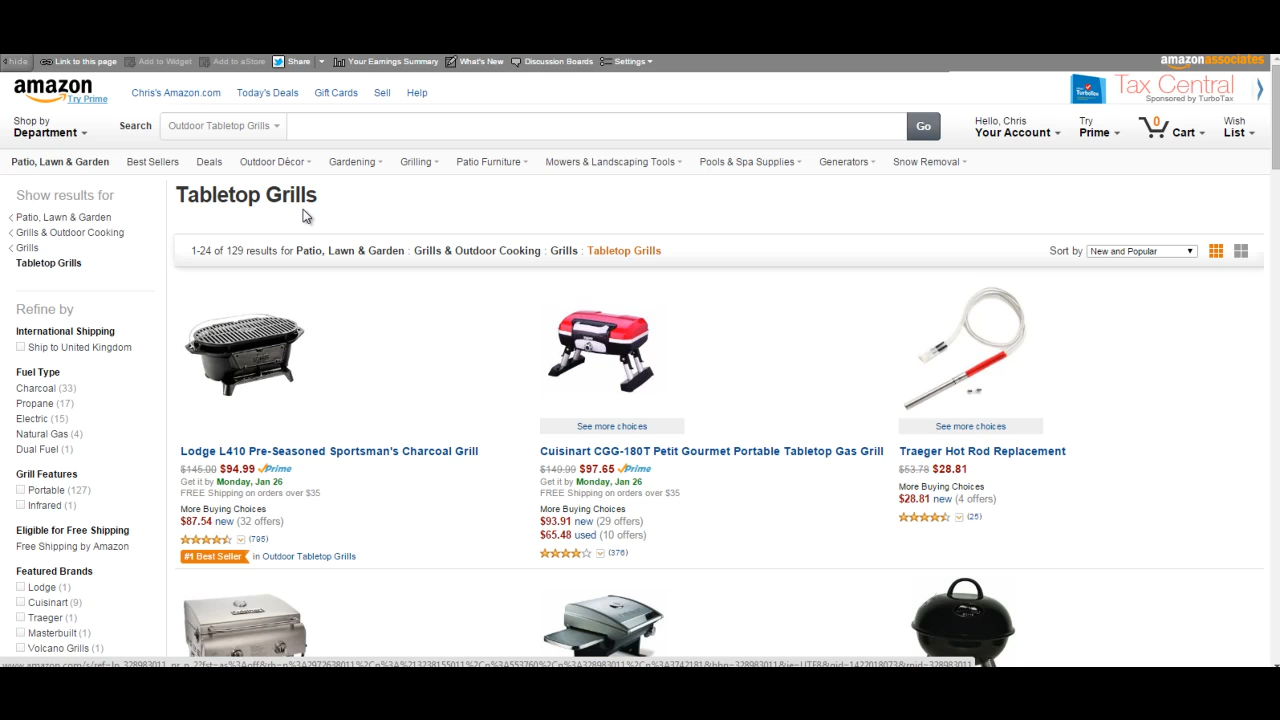 hide Link to this page Add to Widget Add to aStore Share Your Earnings Summary What's New Discussion Boards Settings
amazonassociates
amazon
Try Prime
Chris's Amazon.com Today's Deals Gift Cards Sell Help
TurboTax
Tax Central
Sponsored by TurboTax
Shop by
Department
Search Outdoor Tabletop Grills Go
Hello, Chris
Your Account
Try
Prime
0
Cart
Wish
List
Patio, Lawn & Garden Best Sellers Deals Outdoor Décor Gardening Grilling Patio Furniture Mowers & Landscaping Tools Pools & Spa Supplies Generators Snow Removal
Show results for
Patio, Lawn & Garden
Grills & Outdoor Cooking
Grills
Tabletop Grills
Refine by
International Shipping
Ship to United Kingdom
Fuel Type
Charcoal (33)
Propane (17)
Electric (15)
Natural Gas (4)
Dual Fuel (1)
Grill Features
Portable (127)
Infrared (1)
Eligible for Free Shipping
Free Shipping by Amazon
Featured Brands
Lodge (1)
Cuisinart (9)
Traeger (1)
Masterbuilt (1)
Volcano Grills (1)
Tabletop Grills
1-24 of 129 results for Patio, Lawn & Garden : Grills & Outdoor Cooking : Grills : Tabletop Grills
Sort by New and Popular
Lodge L410 Pre-Seasoned Sportsman's Charcoal Grill
$145.00 $94.99 Prime
Get it by Monday, Jan 26
FREE Shipping on orders over $35
More Buying Choices
$87.54 new (32 offers)
(795)
#1 Best Seller in Outdoor Tabletop Grills
See more choices
Cuisinart CGG-180T Petit Gourmet Portable Tabletop Gas Grill
$149.99 $97.65 Prime
Get it by Monday, Jan 26
FREE Shipping on orders over $35
More Buying Choices
$93.91 new (29 offers)
$65.48 used (10 offers)
(376)
See more choices
Traeger Hot Rod Replacement
$53.78 $28.81
More Buying Choices
$28.81 new (4 offers)
(25)